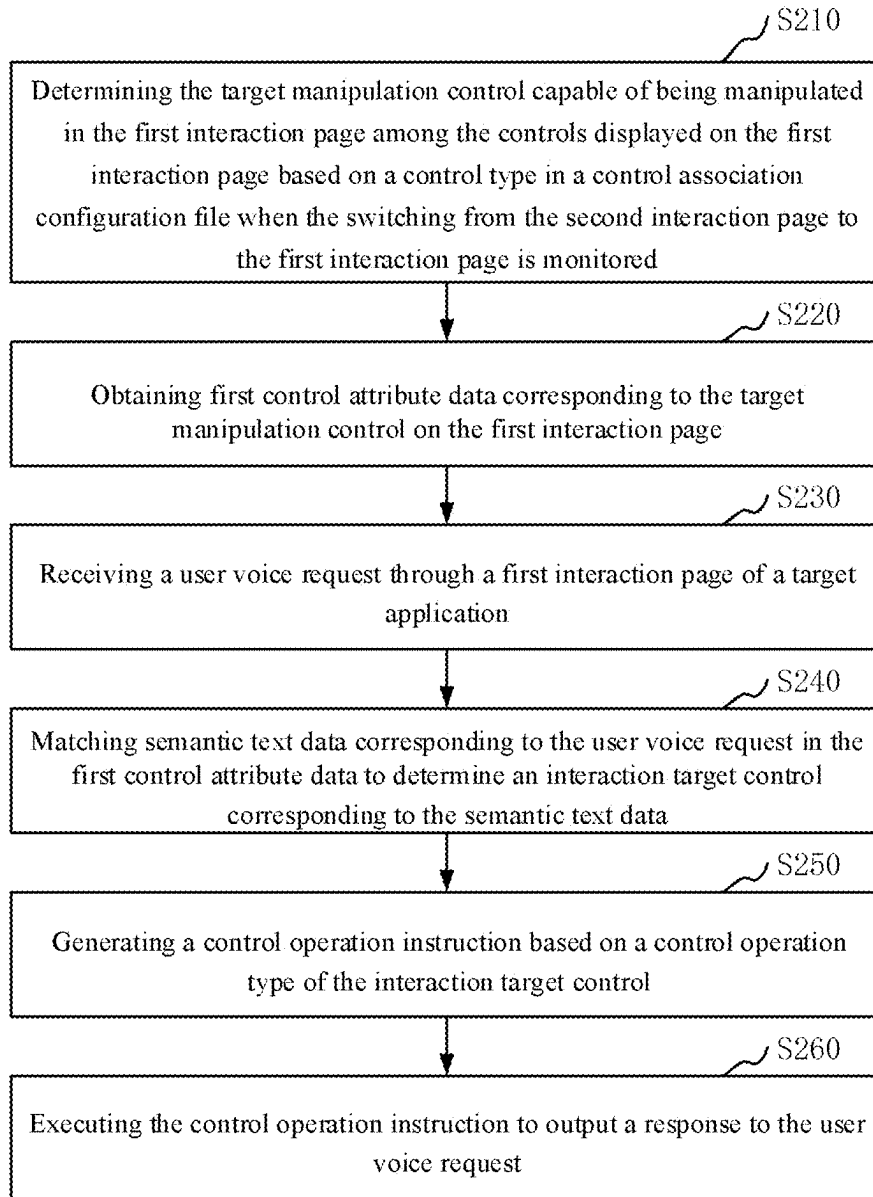 S210
Determining the target manipulation control capable of being manipulated
in the first interaction page among the controls displayed on the first
interaction page based on a control type in a control association
configuration file when the switching from the second interaction page to
the first interaction page is monitored
S220
Obtaining first control attribute data corresponding to the target
manipulation control on the first interaction page
S230
Receiving a user voice request through a first interaction page of a target
application
S240
Matching semantic text data corresponding to the user voice request in the
first control attribute data to determine an interaction target control
corresponding to the semantic text data
S250
Generating a control operation instruction based on a control operation
type of the interaction target control
S260
Executing the control operation instruction to output a response to the user
voice request